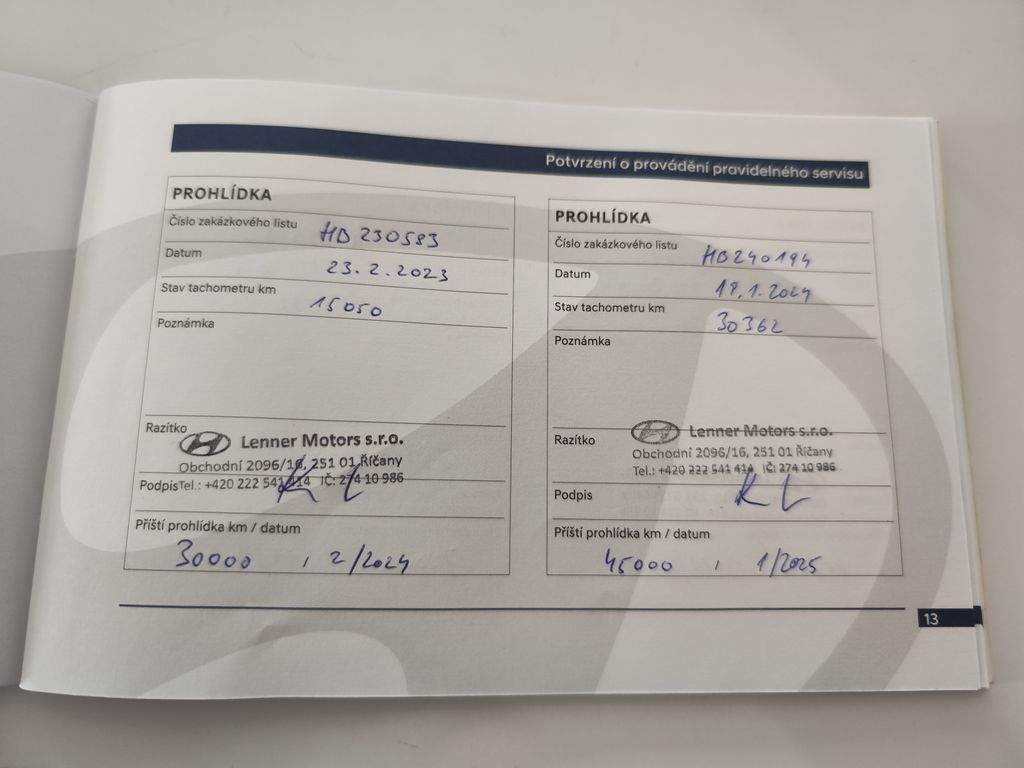 Potvrzení o provádění pravidelného servisu
PROHLÍDKA
Číslo zakázkového listu HB 230583
Datum 23.2.2023
Stav tachometru km 15050
Poznámka
Razítko
Lenner Motors s.r.o.
Obchodní 2096/16, 251 01 Říčany
Podpis Tel.: +420 222 541 414 IČ: 274 10 986
Příští prohlídka km / datum
30000 , 2/2024
PROHLÍDKA
Číslo zakázkového listu HB240194
Datum 19.1.2024
Stav tachometru km 30362
Poznámka
Razítko
Lenner Motors s.r.o.
Obchodní 2096/16, 251 01 Říčany
Tel.: +420 222 541 414 IČ: 274 10 986
Podpis
Příští prohlídka km / datum
45000 , 1/2025
13